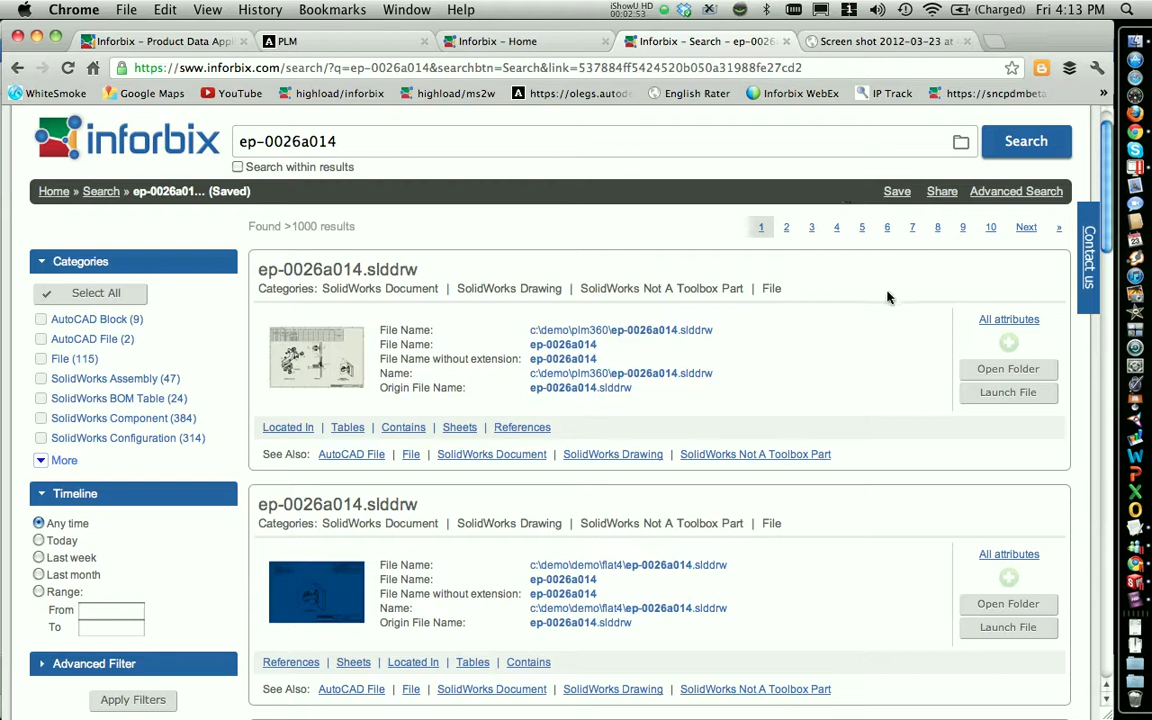 Chrome File Edit View History Bookmarks Window Help iShowU HD 00:02:53 (Charged) Fri 4:13 PM
Inforbix - Product Data Appl PLM Inforbix - Home Inforbix - Search - ep-0026 Screen shot 2012-03-23 at
https://sww.inforbix.com/search/?q=ep-0026a014&searchbtn=Search&link=537884ff5424520b050a31988fe27cd2
WhiteSmoke Google Maps YouTube highload/inforbix highload/ms2w https://olegs.autode English Rater Inforbix WebEx IP Track https://sncpdmbeta »
inforbix ep-0026a014 Search
Search within results
Home » Search » ep-0026a01... (Saved) Save Share Advanced Search
Found >1000 results 1 2 3 4 5 6 7 8 9 10 Next »
Contact us
Categories
Select All
AutoCAD Block (9)
AutoCAD File (2)
File (115)
SolidWorks Assembly (47)
SolidWorks BOM Table (24)
SolidWorks Component (384)
SolidWorks Configuration (314)
More
Timeline
Any time
Today
Last week
Last month
Range:
From
To
Advanced Filter
Apply Filters
ep-0026a014.slddrw
Categories: SolidWorks Document | SolidWorks Drawing | SolidWorks Not A Toolbox Part | File
File Name: c:\demo\plm360\ep-0026a014.slddrw
File Name: ep-0026a014
File Name without extension: ep-0026a014
Name: c:\demo\plm360\ep-0026a014.slddrw
Origin File Name: ep-0026a014.slddrw
All attributes
Open Folder
Launch File
Located In | Tables | Contains | Sheets | References
See Also: AutoCAD File | File | SolidWorks Document | SolidWorks Drawing | SolidWorks Not A Toolbox Part
ep-0026a014.slddrw
Categories: SolidWorks Document | SolidWorks Drawing | SolidWorks Not A Toolbox Part | File
File Name: c:\demo\demo\flat4\ep-0026a014.slddrw
File Name: ep-0026a014
File Name without extension: ep-0026a014
Name: c:\demo\demo\flat4\ep-0026a014.slddrw
Origin File Name: ep-0026a014.slddrw
All attributes
Open Folder
Launch File
References | Sheets | Located In | Tables | Contains
See Also: AutoCAD File | File | SolidWorks Document | SolidWorks Drawing | SolidWorks Not A Toolbox Part